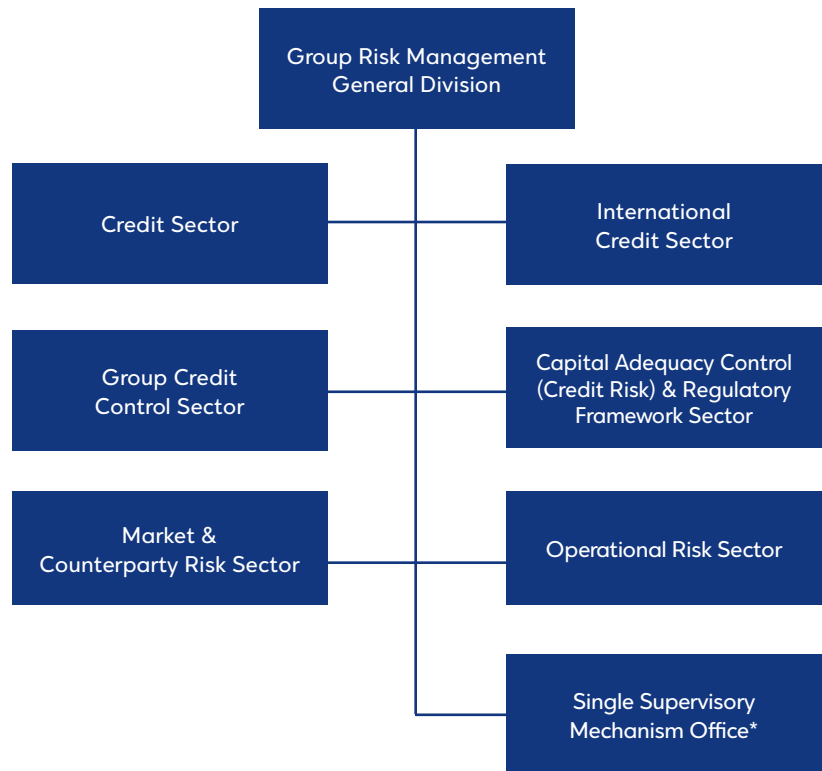 Group Risk Management
General Division
Credit Sector
International
Credit Sector
Group Credit
Control Sector
Capital Adequacy Control
(Credit Risk) & Regulatory
Framework Sector
Market &
Counterparty Risk Sector
Operational Risk Sector
Single Supervisory
Mechanism Office*